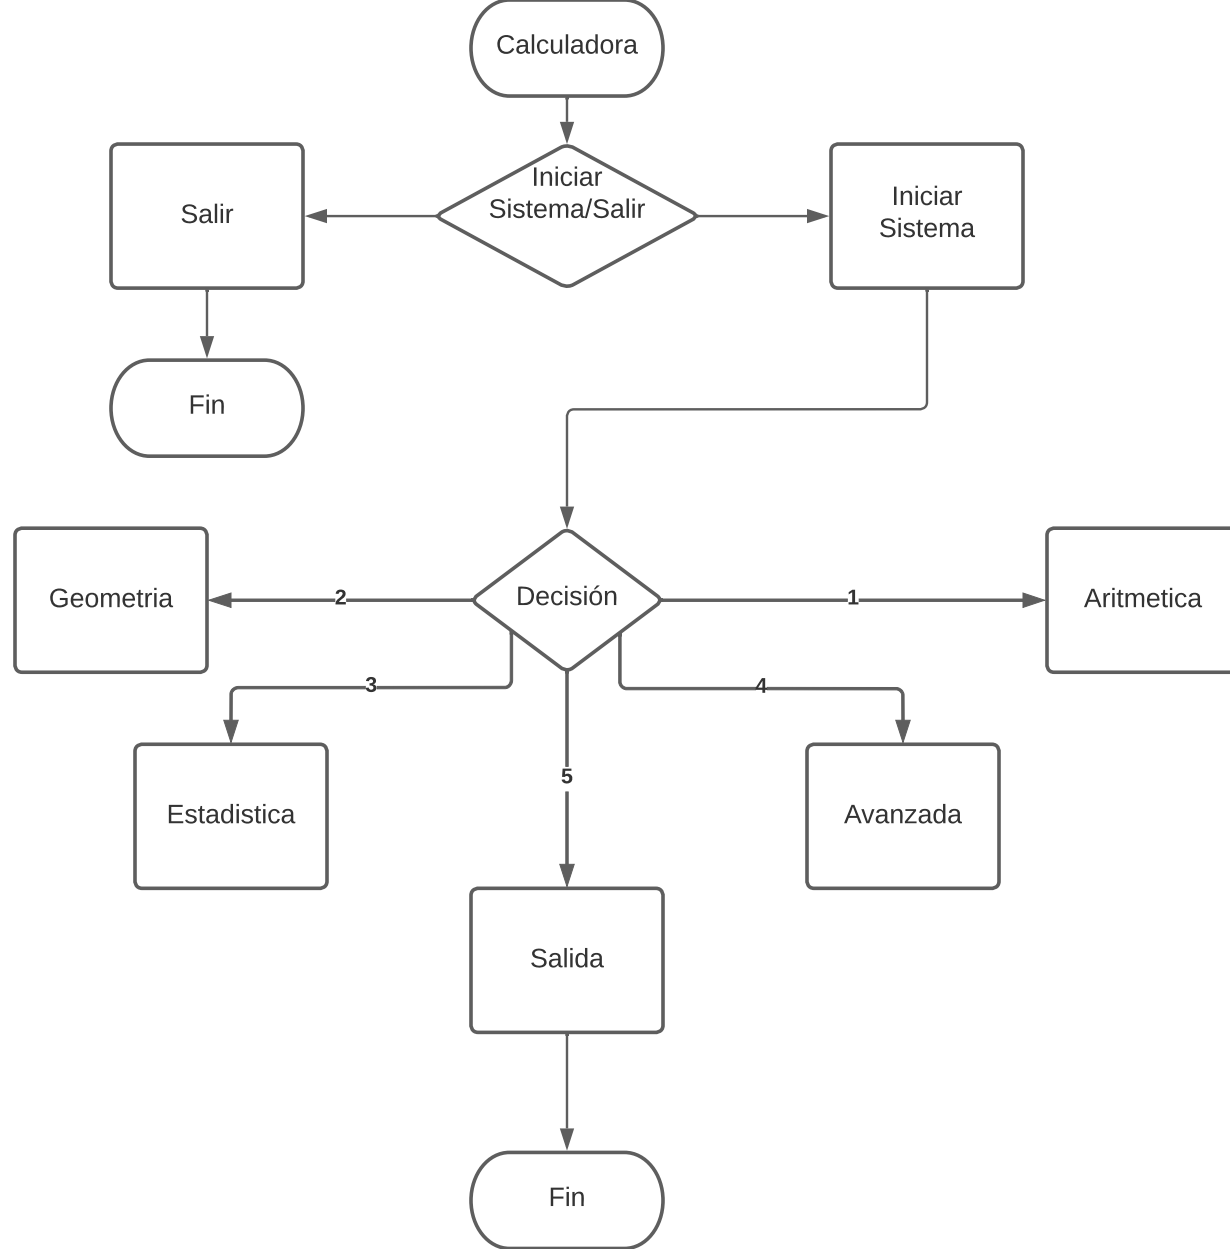 Calculadora
Salir
Iniciar
Sistema/Salir
Iniciar
Sistema
Fin
Geometria
2
Decisión
1
Aritmetica
3
4
Estadistica
5
Avanzada
Salida
Fin